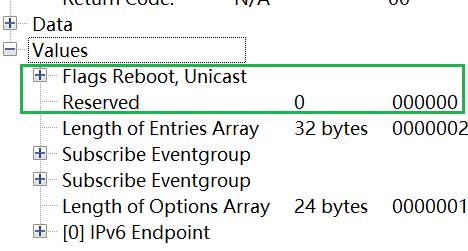 Return Code: N/A 00
Data
Values
Flags Reboot, Unicast
Reserved 0 000000
Length of Entries Array 32 bytes 0000002
Subscribe Eventgroup
Subscribe Eventgroup
Length of Options Array 24 bytes 0000001
[0] IPv6 Endpoint